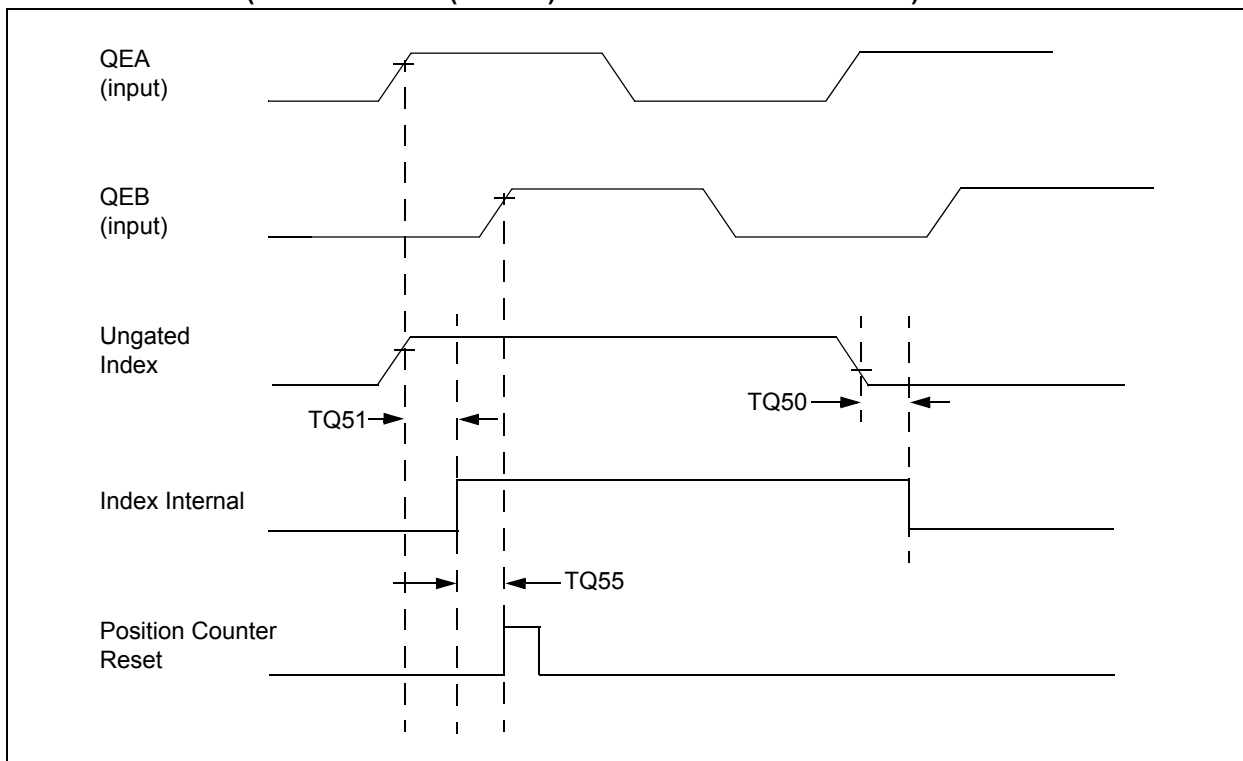 QEA
(input)
QEB
(input)
Ungated
Index
TQ51
TQ50
Index Internal
TQ55
Position Counter
Reset